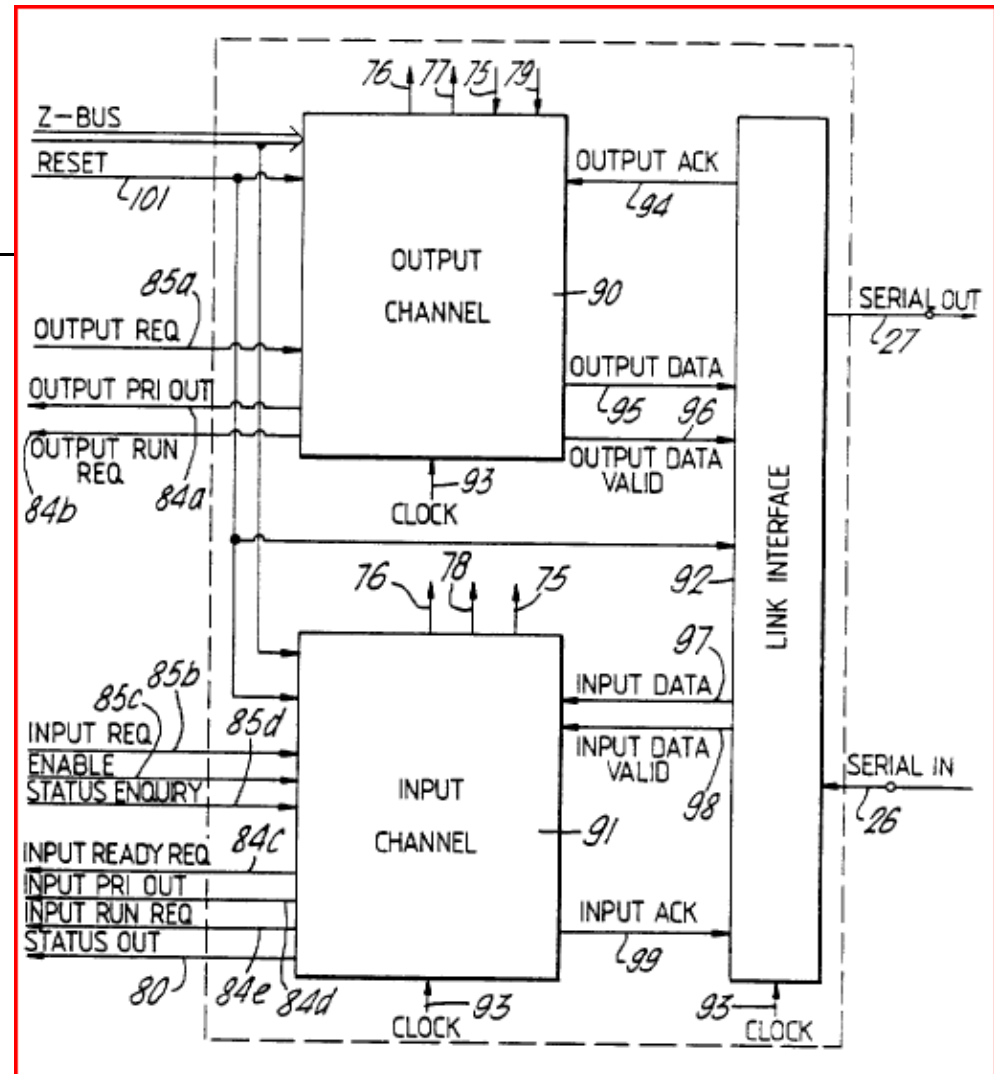 76 77 75 79
Z-BUS
RESET
101
OUTPUT ACK
94
OUTPUT
CHANNEL
90
85a
OUTPUT REQ
SERIAL OUT
27
OUTPUT PRI OUT
OUTPUT DATA
95 96
OUTPUT RUN
REQ
84b
84a
OUTPUT DATA
VALID
93
CLOCK
76 78 75
92
LINK INTERFACE
85b
85c
85d
INPUT DATA
97
INPUT REQ
ENABLE
STATUS ENQUIRY
INPUT DATA
VALID
98
SERIAL IN
26
INPUT
CHANNEL
91
84c
INPUT READY REQ
INPUT PRI OUT
INPUT RUN REQ
STATUS OUT
80
84e
84d
INPUT ACK
99
93
CLOCK
93
CLOCK